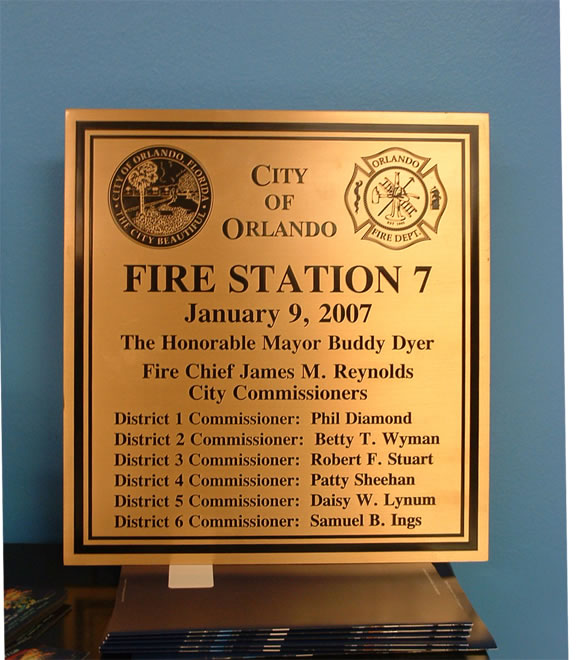 CITY OF ORLANDO, FLORIDA
THE CITY BEAUTIFUL
CITY
OF
ORLANDO
ORLANDO
FIRE DEPT.
FIRE STATION 7
January 9, 2007
The Honorable Mayor Buddy Dyer
Fire Chief James M. Reynolds
City Commissioners
District 1 Commissioner: Phil Diamond
District 2 Commissioner: Betty T. Wyman
District 3 Commissioner: Robert F. Stuart
District 4 Commissioner: Patty Sheehan
District 5 Commissioner: Daisy W. Lynum
District 6 Commissioner: Samuel B. Ings